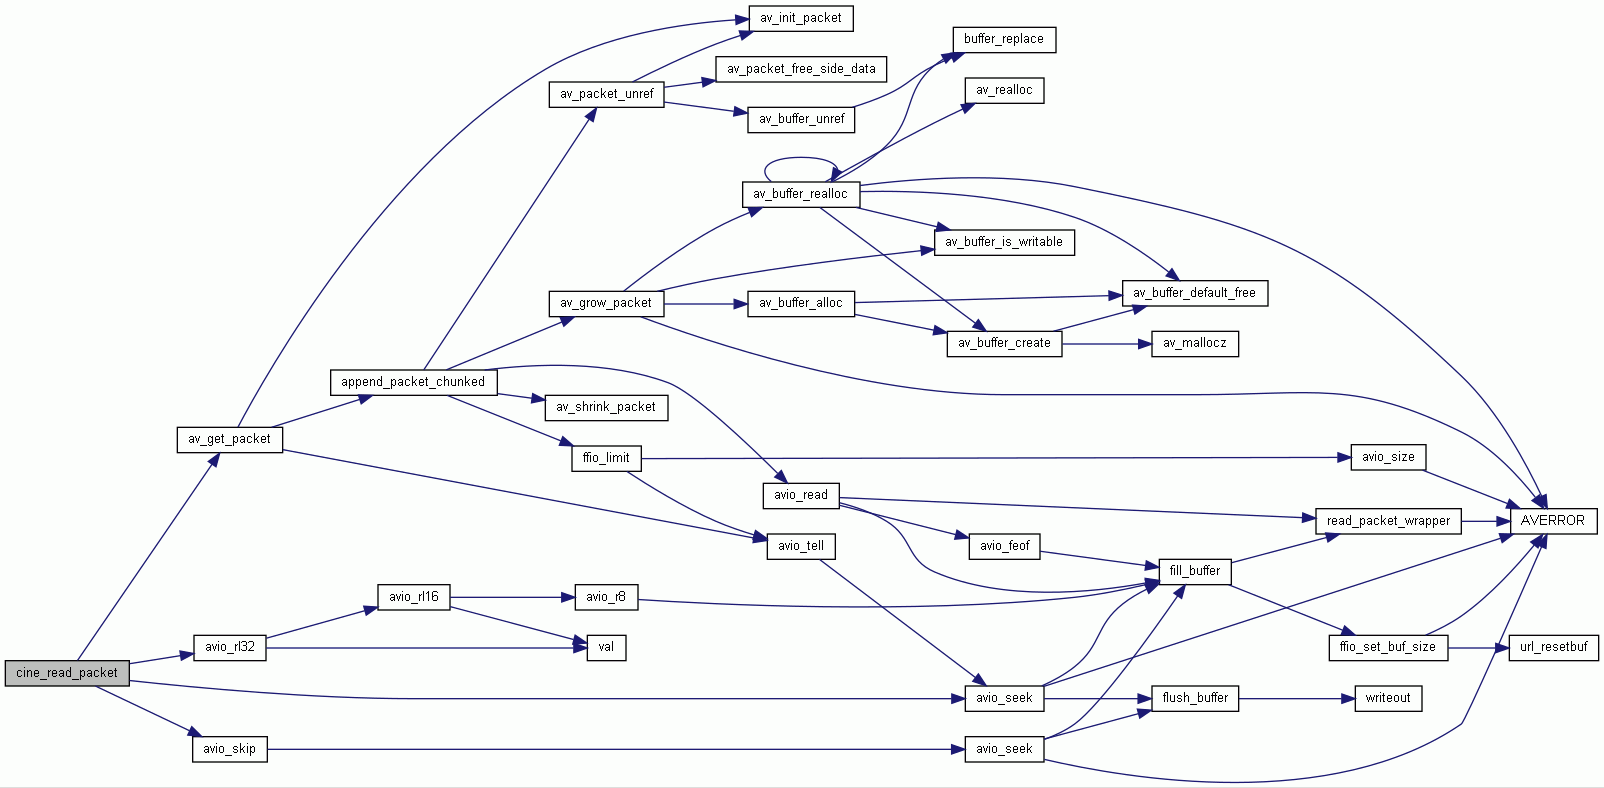 av_init_packet
buffer_replace
av_packet_free_side_data
av_realloc
av_packet_unref
av_buffer_unref
av_buffer_realloc
av_buffer_is_writable
av_buffer_default_free
av_grow_packet
av_buffer_alloc
av_buffer_create
av_mallocz
append_packet_chunked
av_shrink_packet
av_get_packet
ffio_limit
avio_size
avio_read
read_packet_wrapper
AVERROR
avio_tell
avio_feof
fill_buffer
avio_rl16
avio_r8
avio_rl32
val
ffio_set_buf_size
url_resetbuf
cine_read_packet
avio_seek
flush_buffer
writeout
avio_skip
avio_seek